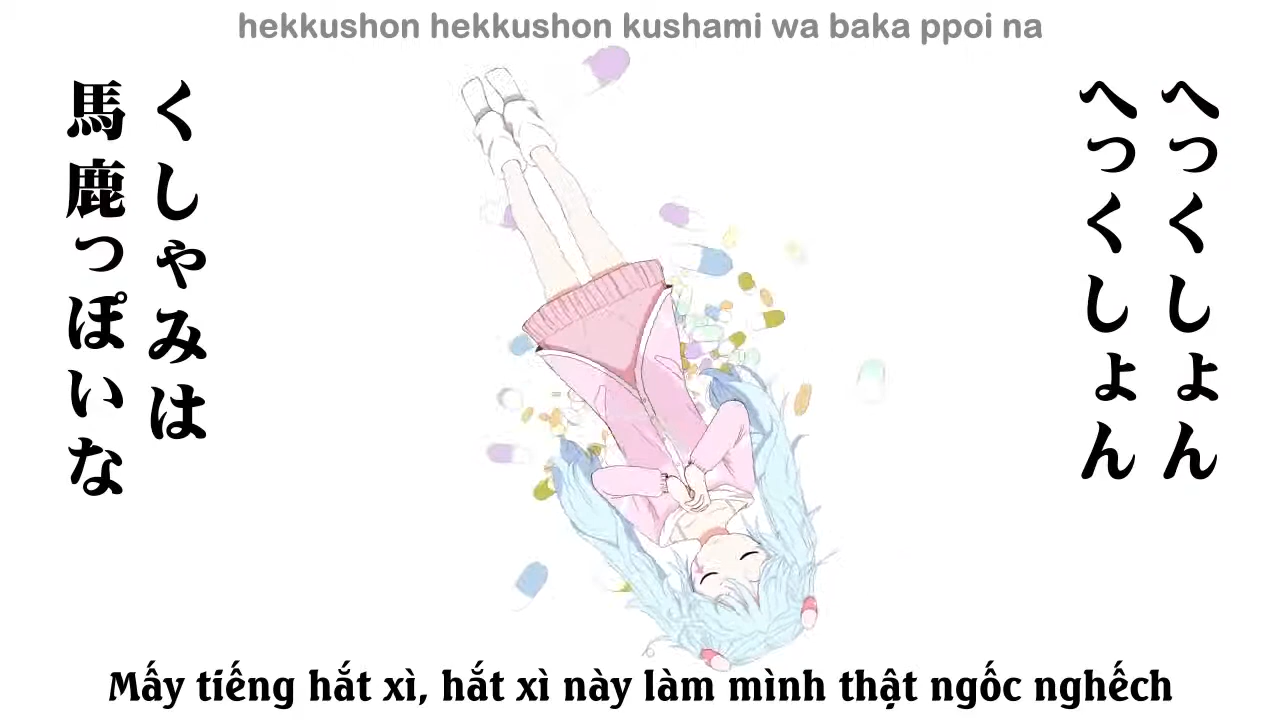 hekkushon hekkushon kushami wa baka ppoi na
へっくしょん
へっくしょん
くしゃみは
馬鹿っぽいな
Mấy tiếng hắt xì, hắt xì này làm mình thật ngốc nghếch